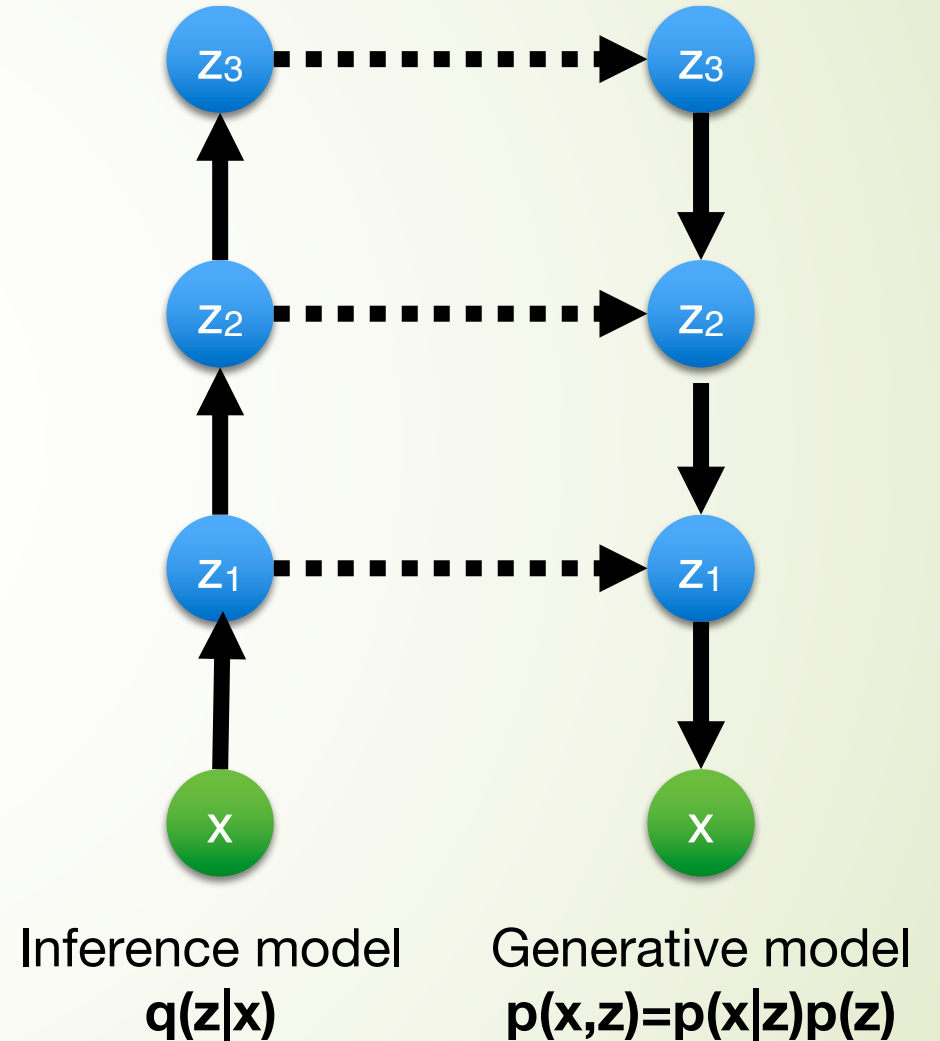 z₃ z₃
z₂ z₂
z₁ z₁
x x
Inference model Generative model
q(z|x) p(x,z)=p(x|z)p(z)